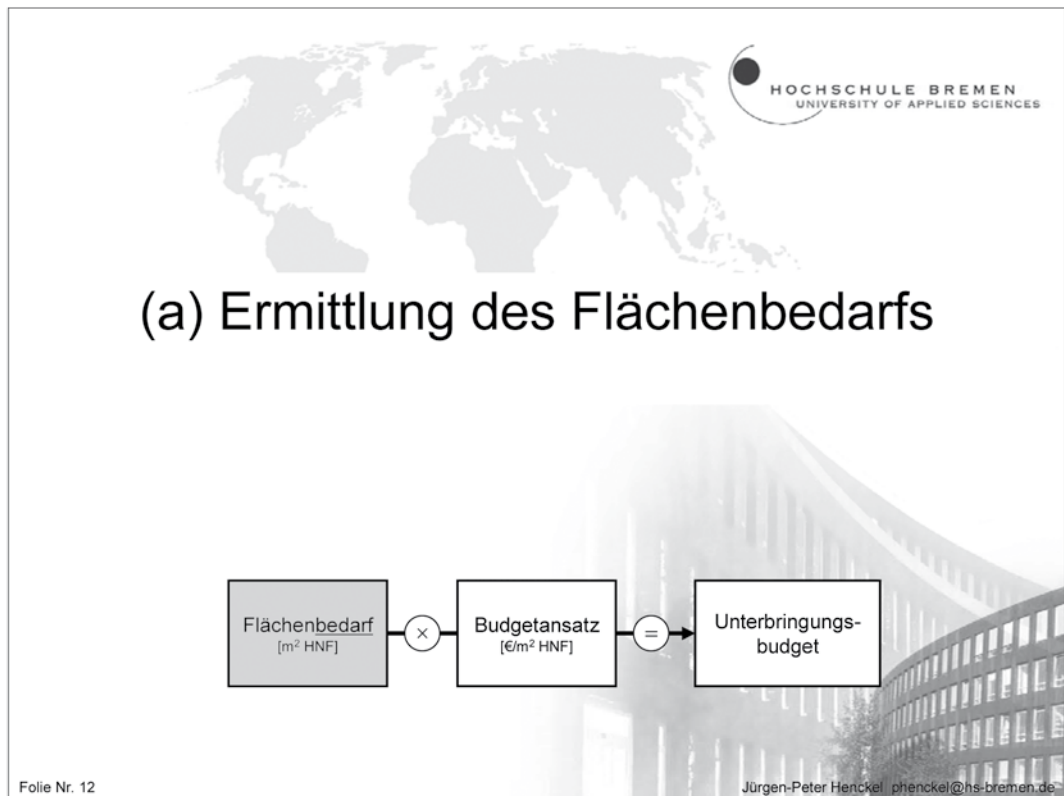 HOCHSCHULE BREMEN
UNIVERSITY OF APPLIED SCIENCES
(a) Ermittlung des Flächenbedarfs
Flächenbedarf
[m² HNF]
×
Budgetansatz
[€/m² HNF]
=
Unterbringungs-
budget
Folie Nr. 12
Jürgen-Peter Henckel phenckel@hs-bremen.de